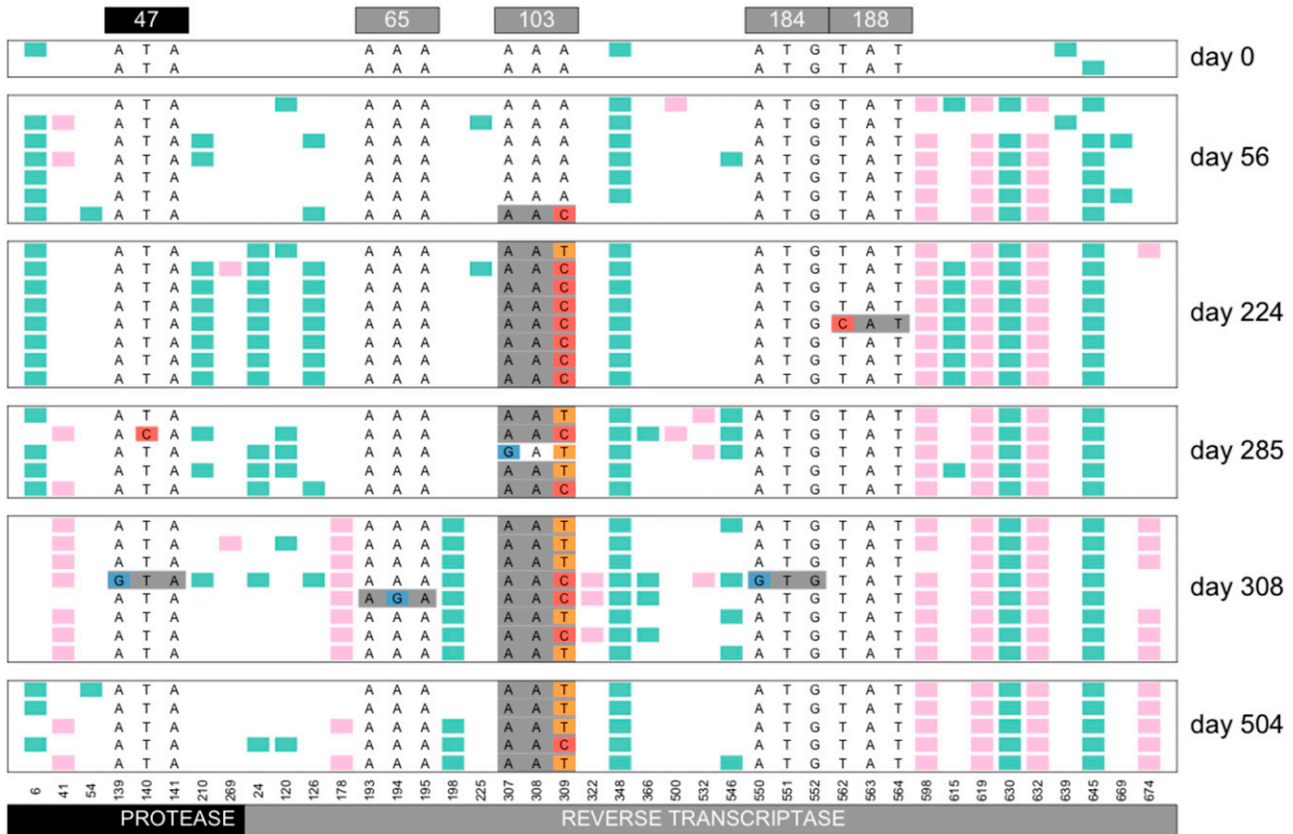 47 65 103 184 188
A T A A A A A A A A T G T A T
A T A A A A A A A A T G T A T
day 0
A T A A A A A A A A T G T A T
A T A A A A A A A A T G T A T
A T A A A A A A A A T G T A T
A T A A A A A A A A T G T A T
A T A A A A A A A A T G T A T
A T A A A A A A A A T G T A T
A T A A A A A A C A T G T A T
day 56
A T A A A A A A T A T G T A T
A T A A A A A A C A T G T A T
A T A A A A A A C A T G T A T
A T A A A A A A C A T G T A T
A T A A A A A A C A T G C A T
A T A A A A A A C A T G T A T
A T A A A A A A C A T G T A T
A T A A A A A A C A T G T A T
day 224
A T A A A A A A T A T G T A T
A C A A A A A A C A T G T A T
A T A A A A G A T A T G T A T
A T A A A A A A T A T G T A T
A T A A A A A A C A T G T A T
day 285
A T A A A A A A T A T G T A T
A T A A A A A A T A T G T A T
A T A A A A A A T A T G T A T
G T A A A A A A C G T G T A T
A T A A G A A A C A T G T A T
A T A A A A A A T A T G T A T
A T A A A A A A C A T G T A T
A T A A A A A A T A T G T A T
day 308
A T A A A A A A T A T G T A T
A T A A A A A A T A T G T A T
A T A A A A A A T A T G T A T
A T A A A A A A C A T G T A T
A T A A A A A A T A T G T A T
day 504
6 41 54 139 140 141 210 269 24 120 126 178 193 194 195 198 225 307 308 309 322 348 366 500 532 546 550 551 552 562 563 564 598 615 619 630 632 639 645 669 674
PROTEASE REVERSE TRANSCRIPTASE